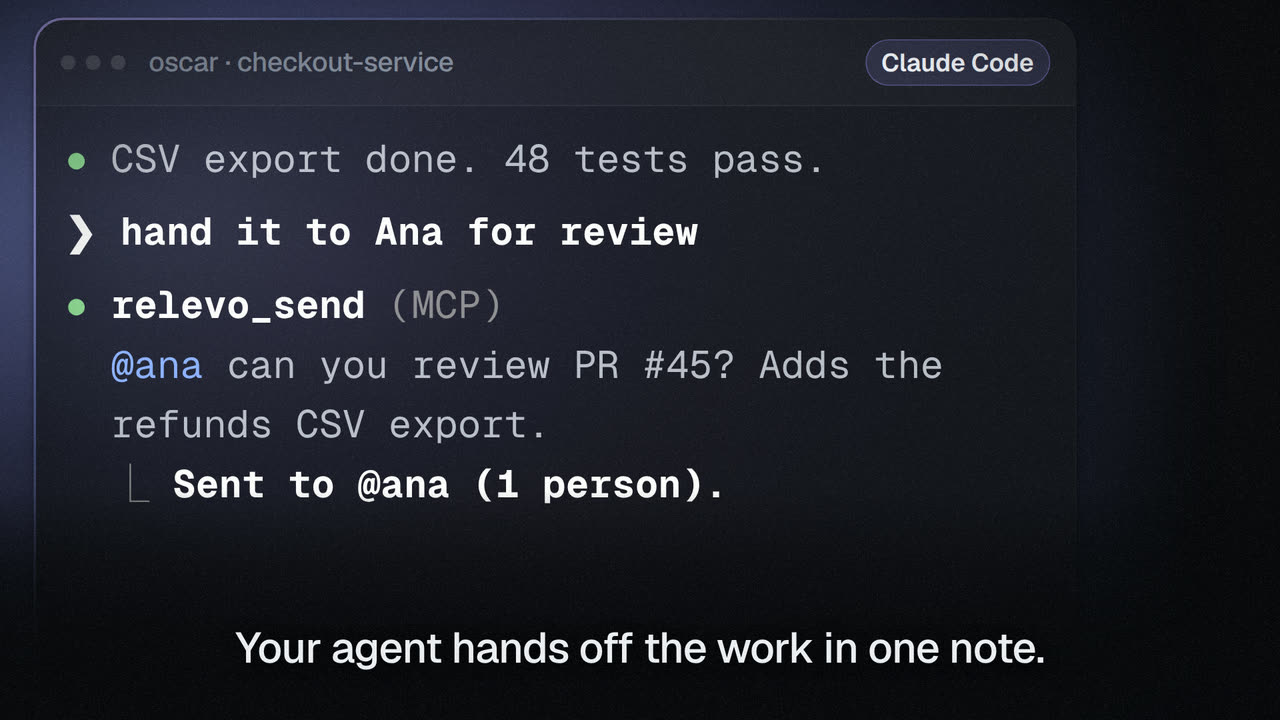 oscar · checkout-service
Claude Code
● CSV export done. 48 tests pass.
❯ hand it to Ana for review
● relevo_send (MCP)
@ana can you review PR #45? Adds the
refunds CSV export.
⎿ Sent to @ana (1 person).
Your agent hands off the work in one note.